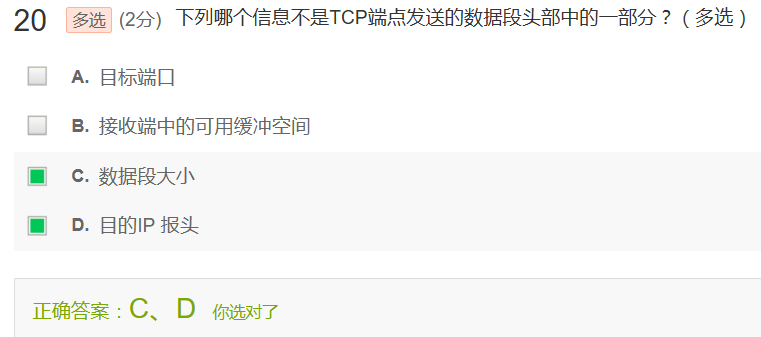 20 多选 (2分) 下列哪个信息不是TCP端点发送的数据段头部中的一部分？（多选）
A. 目标端口
B. 接收端中的可用缓冲空间
C. 数据段大小
D. 目的IP 报头
正确答案：C、D 你选对了